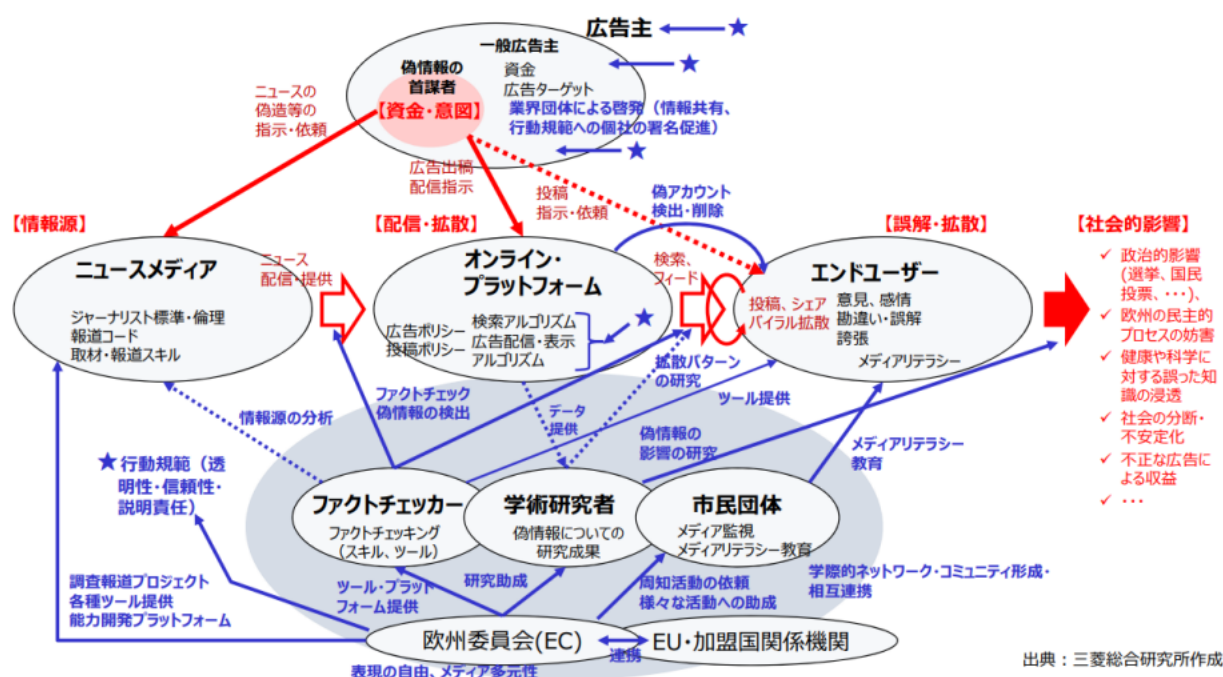 広告主
★
一般広告主
偽情報の
首謀者
【資金・意図】
資金
広告ターゲット
★
業界団体による啓発（情報共有、
行動規範への個社の署名促進）
★
ニュースの
偽造等の
指示・依頼
広告出稿
配信指示
投稿
指示・依頼
偽アカウント
検出・削除
【情報源】
【配信・拡散】
【誤解・拡散】
【社会的影響】
ニュースメディア
ジャーナリスト標準・倫理
報道コード
取材・報道スキル
ニュース
配信・提供
オンライン・
プラットフォーム
広告ポリシー
投稿ポリシー
検索アルゴリズム
広告配信・表示
アルゴリズム
★
検索、
フィード
エンドユーザー
投稿、シェア
バイラル拡散
意見、感情
勘違い・誤解
誇張
メディアリテラシー
✓ 政治的影響
(選挙、国民
投票、・・・)、
✓ 欧州の民主的
プロセスの妨害
✓ 健康や科学に
対する誤った知
識の浸透
✓ 社会の分断・
不安定化
✓ 不正な広告に
よる収益
✓ ・・・
情報源の分析
ファクトチェック
偽情報の検出
データ
提供
拡散パターン
の研究
ツール提供
偽情報の
影響の研究
メディアリテラシー
教育
★ 行動規範（透
明性・信頼性・
説明責任）
ファクトチェッカー
ファクトチェッキング
（スキル、ツール）
学術研究者
偽情報についての
研究成果
市民団体
メディア監視
メディアリテラシー教育
調査報道プロジェクト
各種ツール提供
能力開発プラットフォーム
ツール・プラット
フォーム提供
研究助成
周知活動の依頼
様々な活動への助成
学際的ネットワーク・コミュニティ形成・
相互連携
欧州委員会(EC)
連携
EU・加盟国関係機関
表現の自由、メディア多元性
出典：三菱総合研究所作成